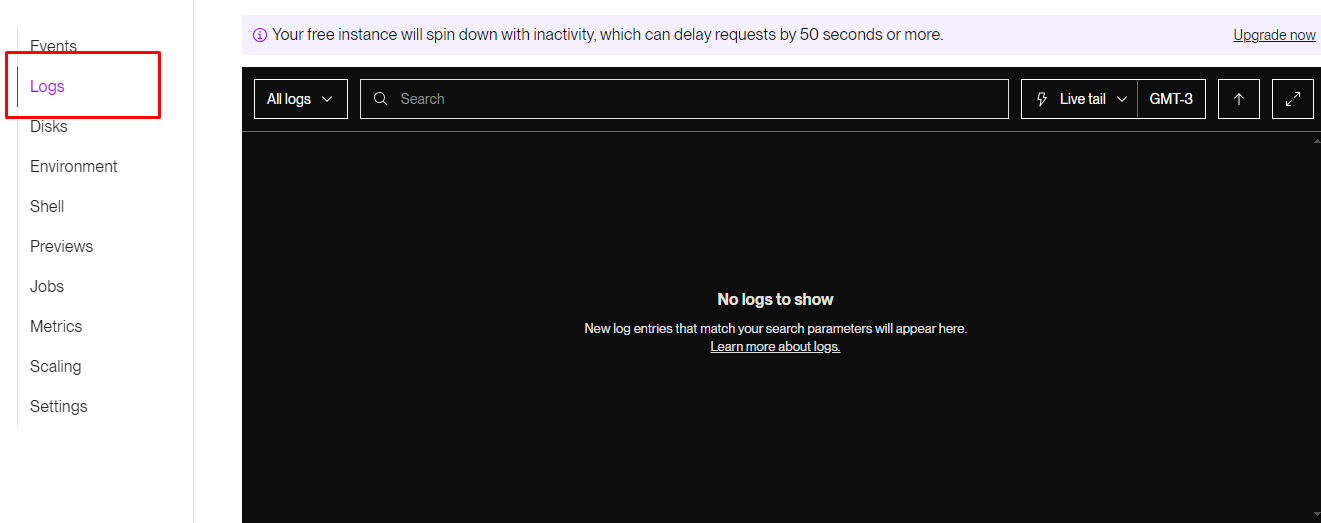 Events
Logs
Disks
Environment
Shell
Previews
Jobs
Metrics
Scaling
Settings
Your free instance will spin down with inactivity, which can delay requests by 50 seconds or more.
Upgrade now
All logs
Search
Live tail
GMT-3
No logs to show
New log entries that match your search parameters will appear here.
Learn more about logs.